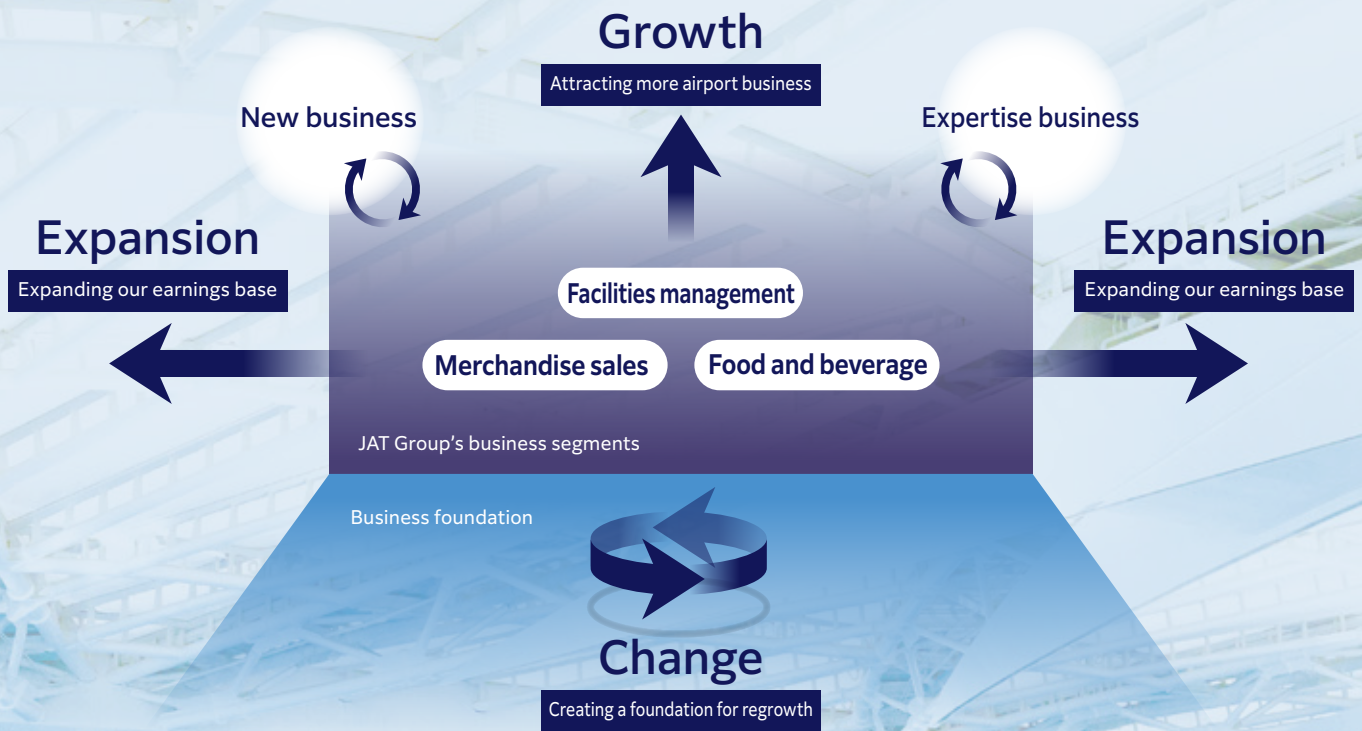 Growth
Attracting more airport business
New business
Expertise business
Expansion
Expanding our earnings base
Expansion
Expanding our earnings base
Facilities management
Merchandise sales
Food and beverage
JAT Group's business segments
Business foundation
Change
Creating a foundation for regrowth